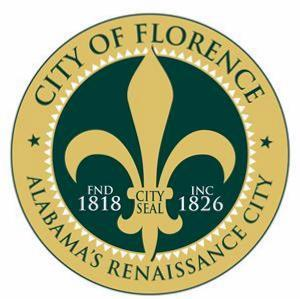 CITY OF FLORENCE
FND
1818
CITY
SEAL
INC
1826
ALABAMA'S RENAISSANCE CITY